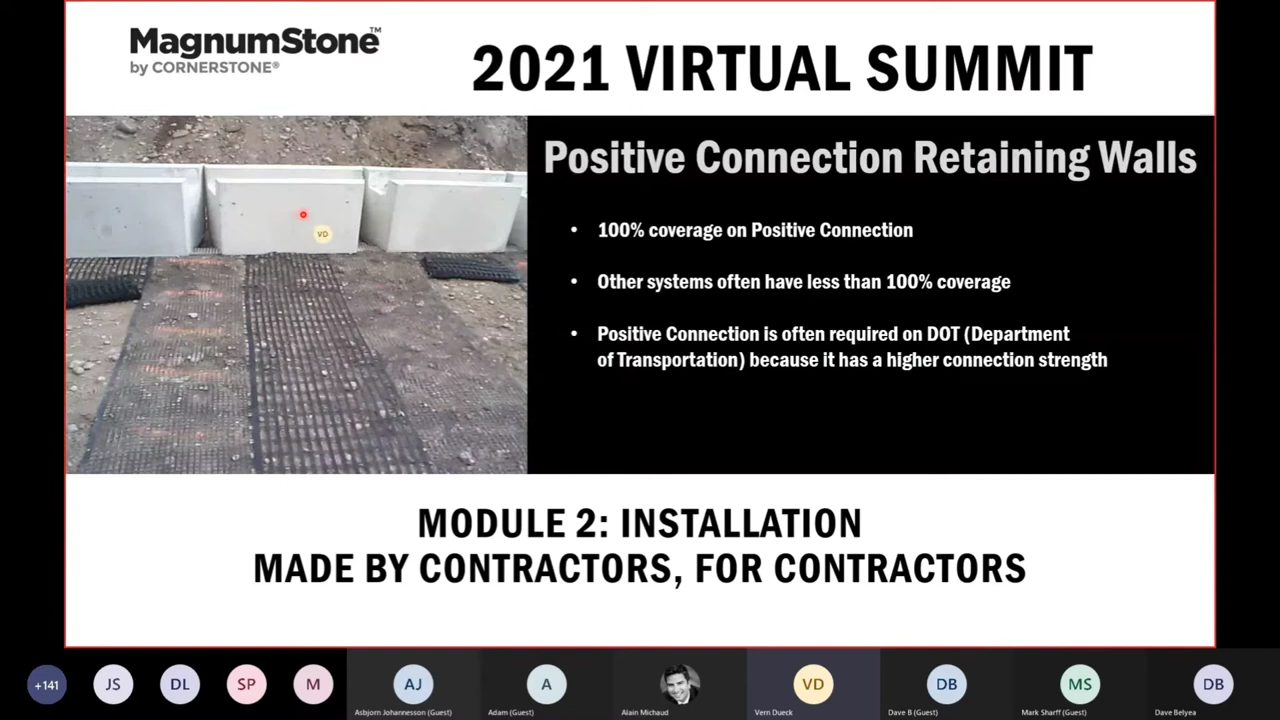 MagnumStone™
by CORNERSTONE®
2021 VIRTUAL SUMMIT
Positive Connection Retaining Walls
• 100% coverage on Positive Connection
• Other systems often have less than 100% coverage
• Positive Connection is often required on DOT (Department
of Transportation) because it has a higher connection strength
VD
MODULE 2: INSTALLATION
MADE BY CONTRACTORS, FOR CONTRACTORS
+141
JS
DL
SP
M
AJ
A
VD
DB
MS
DB
Asbjorn Johannesson (Guest)
Adam (Guest)
Alain Michaud
Vern Dueck
Dave B (Guest)
Mark Sharff (Guest)
Dave Belyea